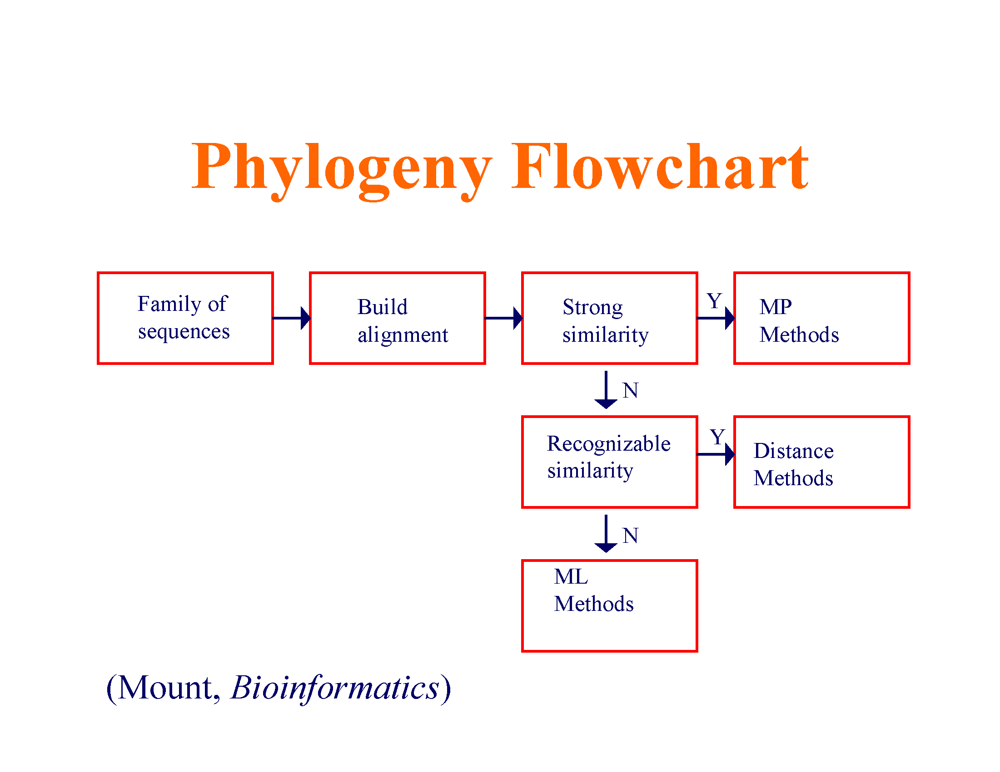 Phylogeny Flowchart
Family of
sequences
Build
alignment
Strong
similarity
Y
MP
Methods
N
Recognizable
similarity
Y
Distance
Methods
N
ML
Methods
(Mount, Bioinformatics)